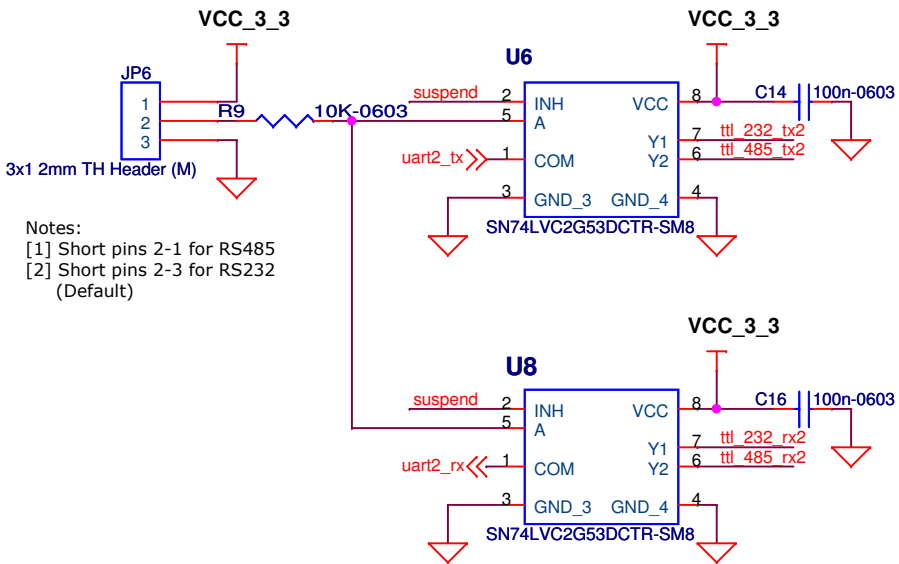 VCC_3_3
JP6
1
2
3
R9
10K-0603
3x1 2mm TH Header (M)
Notes:
[1] Short pins 2-1 for RS485
[2] Short pins 2-3 for RS232
(Default)
VCC_3_3
U6
suspend
2
INH
5
A
uart2_tx
1
COM
3
GND_3
VCC
8
C14
100n-0603
Y1
7
ttl_232_tx2
Y2
6
ttl_485_tx2
GND_4
4
SN74LVC2G53DCTR-SM8
VCC_3_3
U8
suspend
2
INH
5
A
uart2_rx
1
COM
3
GND_3
VCC
8
C16
100n-0603
Y1
7
ttl_232_rx2
Y2
6
ttl_485_rx2
GND_4
4
SN74LVC2G53DCTR-SM8